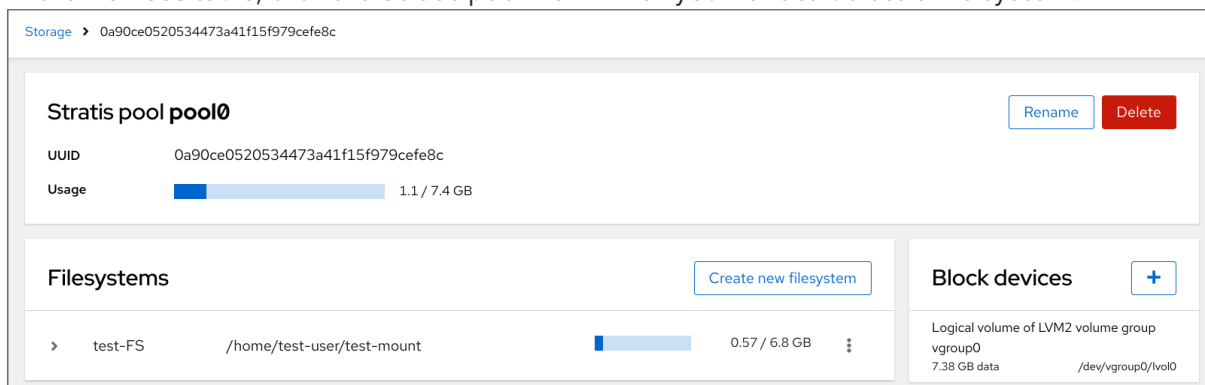 Storage > 0a90ce0520534473a41f15f979cefe8c
Stratis pool pool0
Rename
Delete
UUID 0a90ce0520534473a41f15f979cefe8c
Usage 1.1 / 7.4 GB
Filesystems
Create new filesystem
test-FS /home/test-user/test-mount 0.57 / 6.8 GB
Block devices
+
Logical volume of LVM2 volume group
vgroup0
7.38 GB data /dev/vgroup0/lvol0